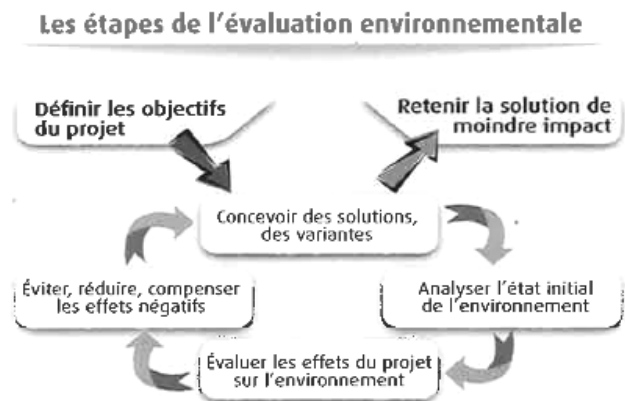 Les étapes de l'évaluation environnementale
Définir les objectifs
du projet
Retenir la solution de
moindre impact
Concevoir des solutions,
des variantes
Analyser l'état initial
de l'environnement
Évaluer les effets du projet
sur l'environnement
Éviter, réduire, compenser
les effets négatifs